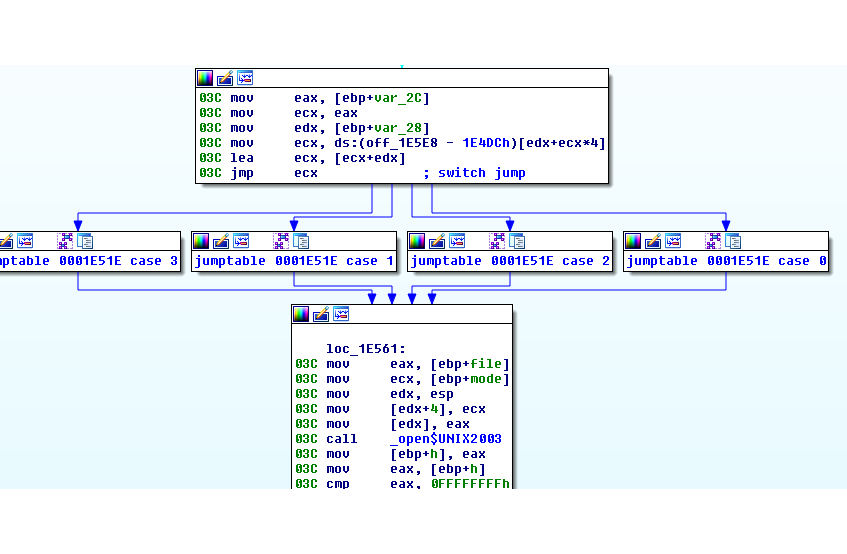 03C mov eax, [ebp+var_2C]
03C mov ecx, eax
03C mov edx, [ebp+var_28]
03C mov ecx, ds:(off_1E5E8 - 1E4DCh)[edx+ecx*4]
03C lea ecx, [ecx+edx]
03C jmp ecx ; switch jump
mptable 0001E51E case 3
jumptable 0001E51E case 1
jumptable 0001E51E case 2
jumptable 0001E51E case 0
loc_1E561:
03C mov eax, [ebp+file]
03C mov ecx, [ebp+mode]
03C mov edx, esp
03C mov [edx+4], ecx
03C mov [edx], eax
03C call _open$UNIX2003
03C mov [ebp+h], eax
03C mov eax, [ebp+h]
03C cmp eax, 0FFFFFFFFh